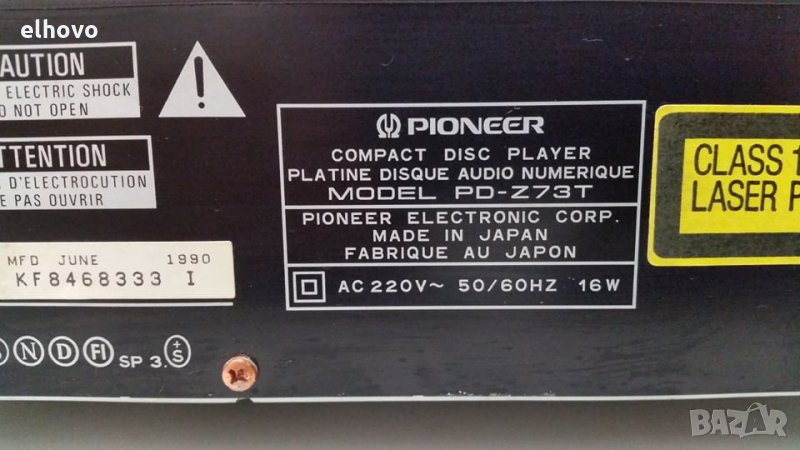 elhovo
AUTION
ELECTRIC SHOCK
NOT OPEN
TTENTION
D'ELECTROCUTION
PAS OUVRIR
MFD JUNE 1990
KF8468333 I
N D FI SP 3. +S
PIONEER
COMPACT DISC PLAYER
PLATINE DISQUE AUDIO NUMERIQUE
MODEL PD-Z73T
PIONEER ELECTRONIC CORP.
MADE IN JAPAN
FABRIQUE AU JAPON
AC 220V~ 50/60HZ 16W
CLASS 1
LASER P
BAZAR